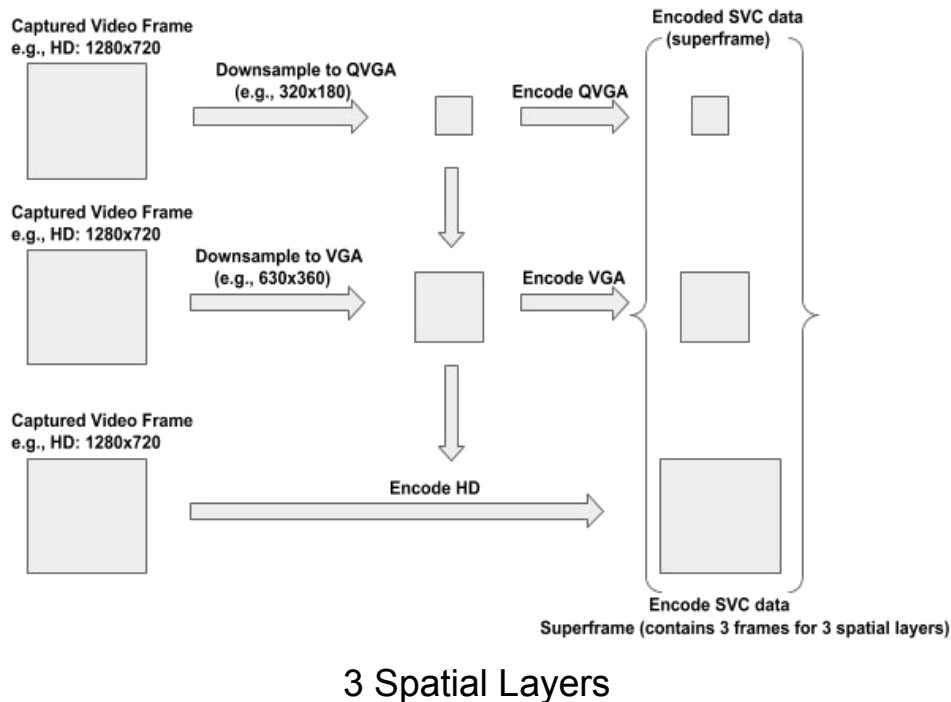 Captured Video Frame
e.g., HD: 1280x720
Downsample to QVGA
(e.g., 320x180)
Encode QVGA
Encoded SVC data
(superframe)
Captured Video Frame
e.g., HD: 1280x720
Downsample to VGA
(e.g., 630x360)
Encode VGA
Captured Video Frame
e.g., HD: 1280x720
Encode HD
Encode SVC data
Superframe (contains 3 frames for 3 spatial layers)
3 Spatial Layers